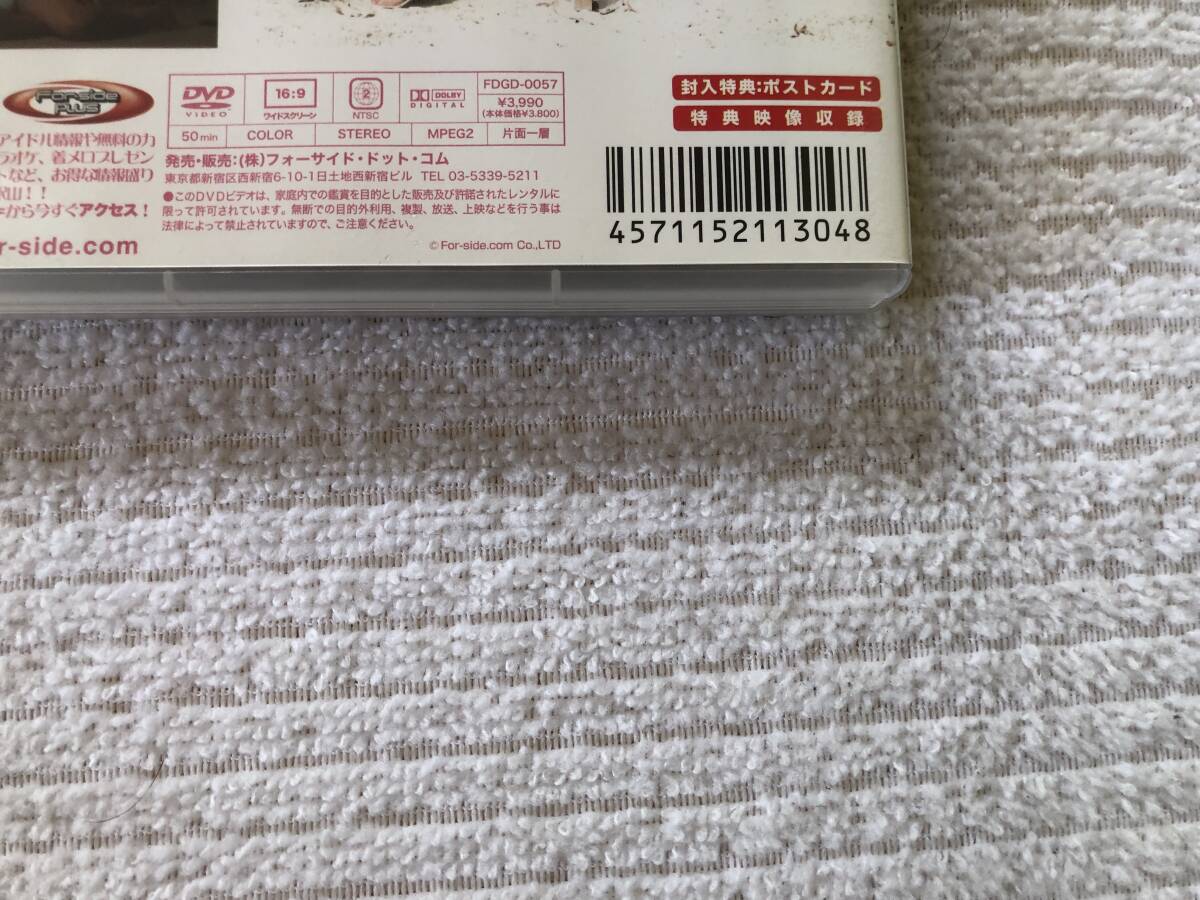 For-side
PLUS
アイドル情報や無料のカ
ラオケ、着メロプレゼン
トなど、お得な情報盛り
沢山!!
から今すぐアクセス!
r-side.com
DVD
VIDEO
16:9
ワイドスクリーン
2
NTSC
DOLBY
DIGITAL
FDGD-0057
¥3,990
(本体価格¥3.800)
50min
COLOR
STEREO
MPEG2
片面一層
発売・販売:(株)フォーサイド・ドット・コム
東京都新宿区西新宿6-10-1日土地西新宿ビル TEL 03-5339-5211
●このDVDビデオは、家庭内での鑑賞を目的とした販売及び許諾されたレンタルに
限って許可されています。無断での目的外利用、複製、放送、上映などを行う事は
法律によって禁止されていますので、ご注意ください。
© For-side.com Co.,LTD
封入特典:ポストカード
特典映像収録
4571152113048